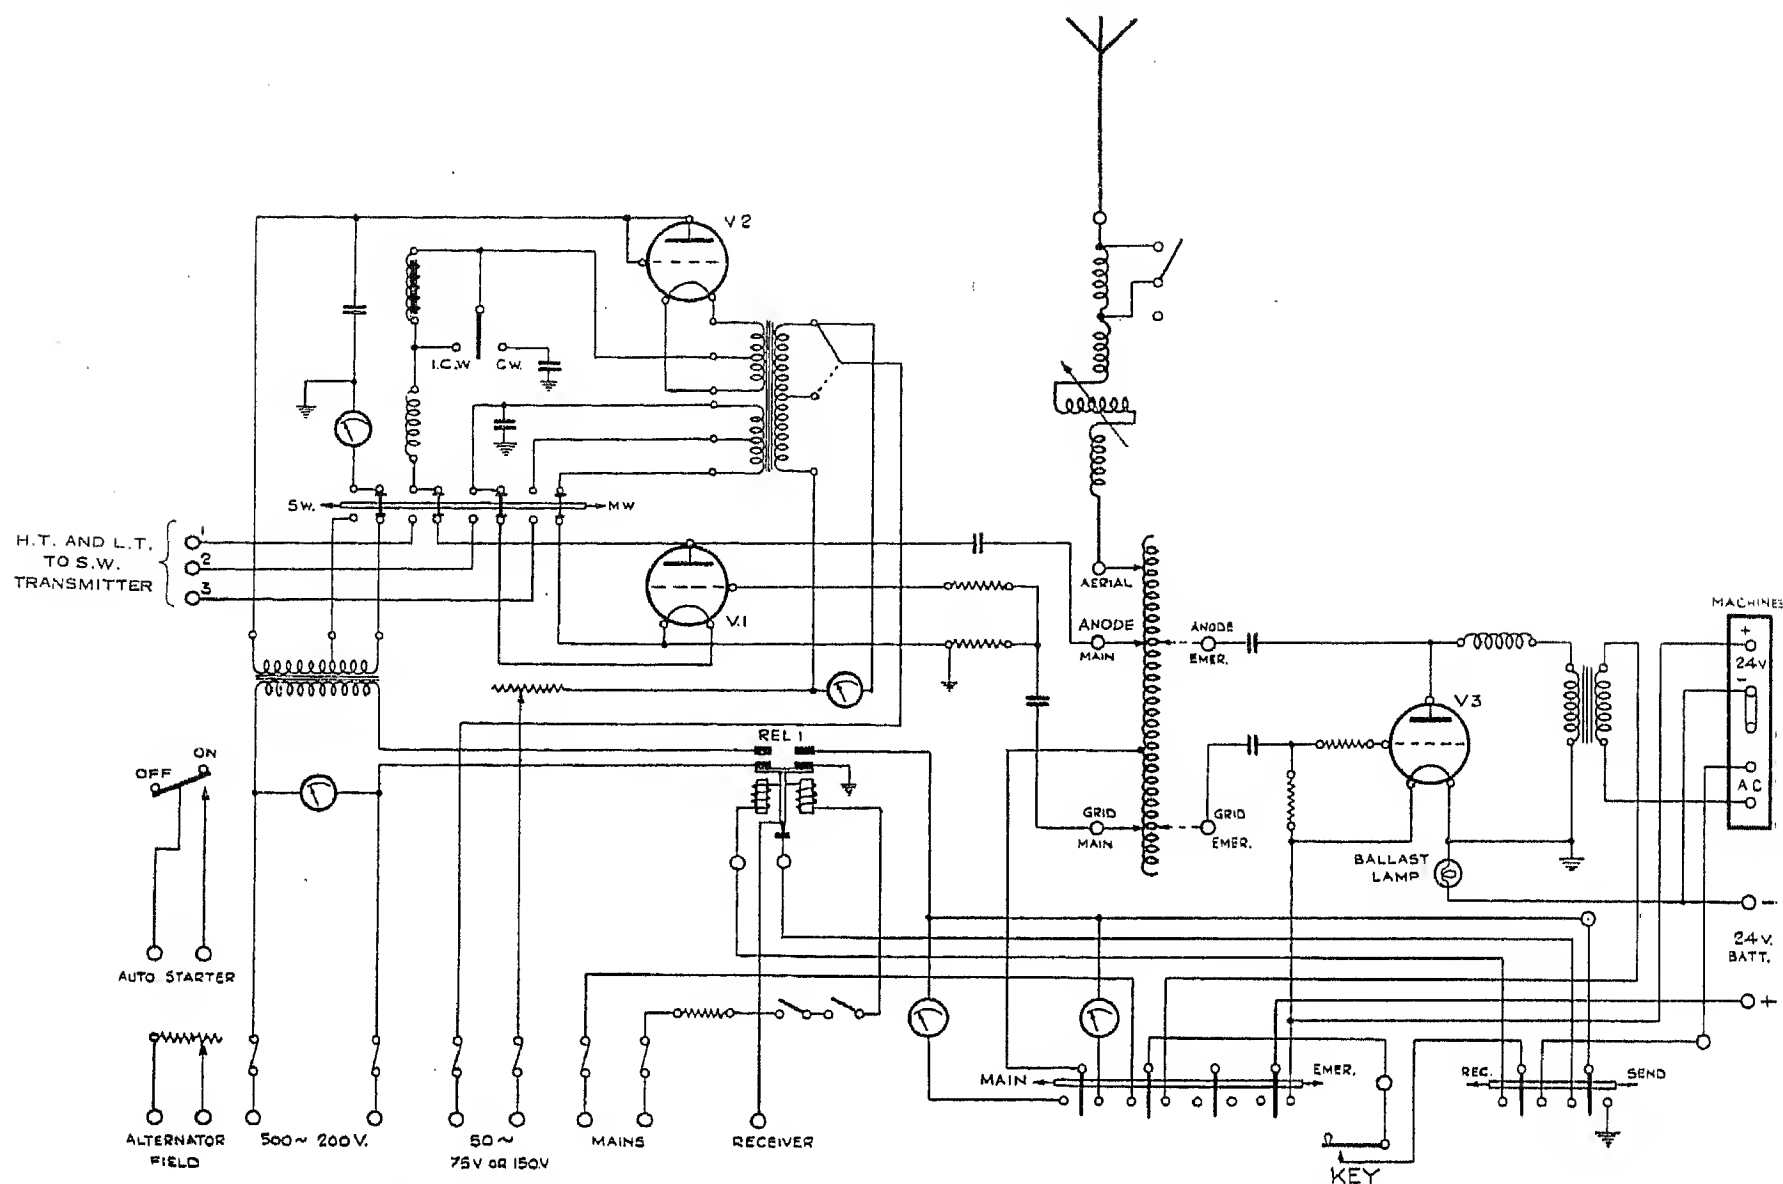 V2
I.C.W
C.W.
S.W.
MW
H.T. AND L.T.
TO S.W.
TRANSMITTER
1
2
3
V.1
AERIAL
ANODE
MAIN
ANODE
EMER.
MACHINES
+
24V
-
V3
REL 1
OFF
ON
AC
GRID
MAIN
GRID
EMER.
BALLAST
LAMP
-
24V.
BATT.
+
AUTO STARTER
MAIN
EMER.
REC.
SEND
ALTERNATOR
FIELD
500~ 200V.
50~
75V OR 150V
MAINS
RECEIVER
KEY